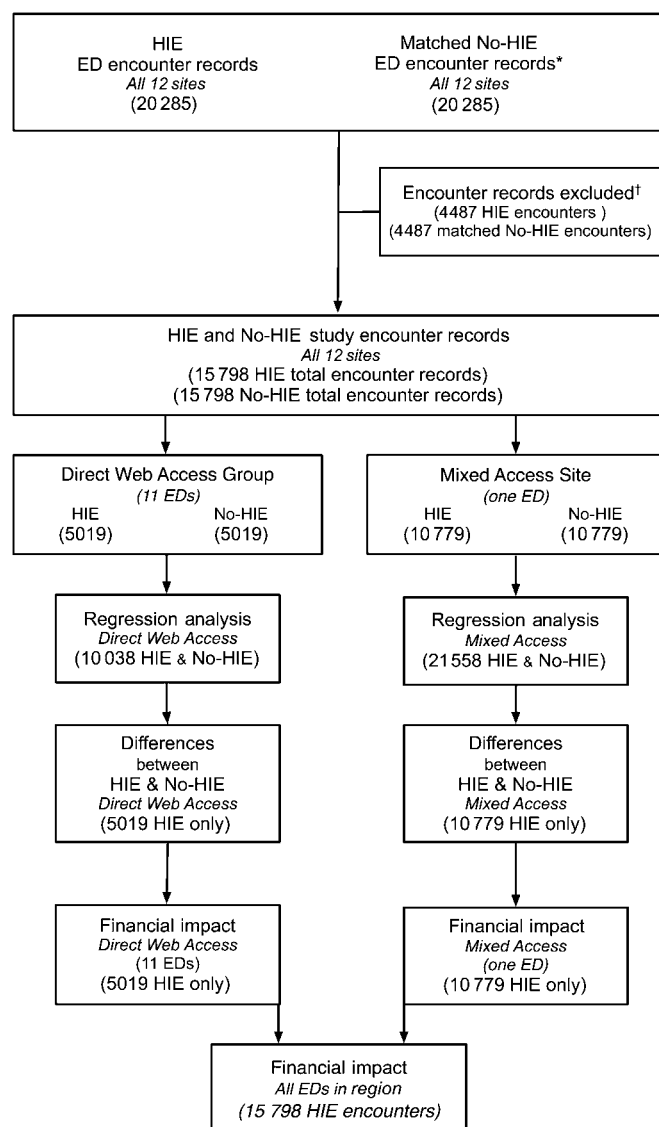 HIE
ED encounter records
All 12 sites
(20 285)
Matched No-HIE
ED encounter records*
All 12 sites
(20 285)
Encounter records excluded†
(4487 HIE encounters )
(4487 matched No-HIE encounters)
HIE and No-HIE study encounter records
All 12 sites
(15 798 HIE total encounter records)
(15 798 No-HIE total encounter records)
Direct Web Access Group
(11 EDs)
HIE No-HIE
(5019) (5019)
Mixed Access Site
(one ED)
HIE No-HIE
(10 779) (10 779)
Regression analysis
Direct Web Access
(10 038 HIE & No-HIE)
Regression analysis
Mixed Access
(21 558 HIE & No-HIE)
Differences
between
HIE & No-HIE
Direct Web Access
(5019 HIE only)
Differences
between
HIE & No-HIE
Mixed Access
(10 779 HIE only)
Financial impact
Direct Web Access
(11 EDs)
(5019 HIE only)
Financial impact
Mixed Access
(one ED)
(10 779 HIE only)
Financial impact
All EDs in region
(15 798 HIE encounters)